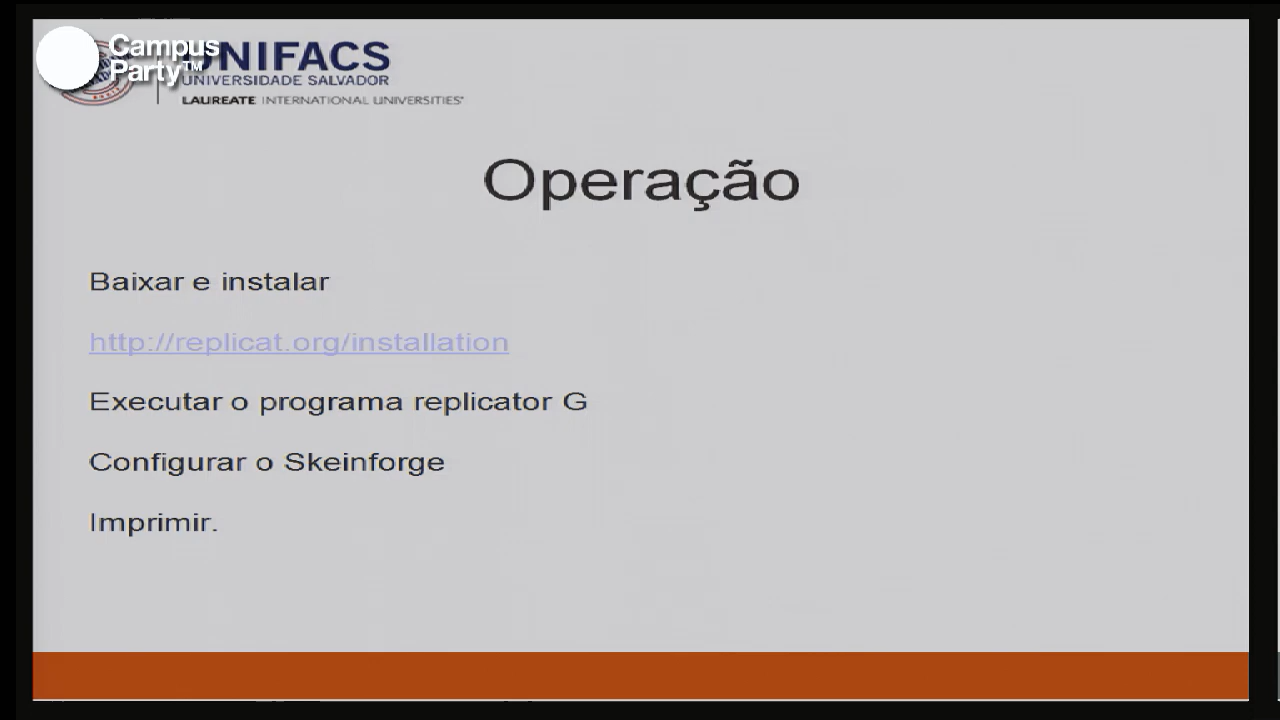 Campus
Party™
UNIFACS
UNIVERSIDADE SALVADOR
LAUREATE INTERNATIONAL UNIVERSITIES®
Operação
Baixar e instalar
http://replicat.org/installation
Executar o programa replicator G
Configurar o Skeinforge
Imprimir.